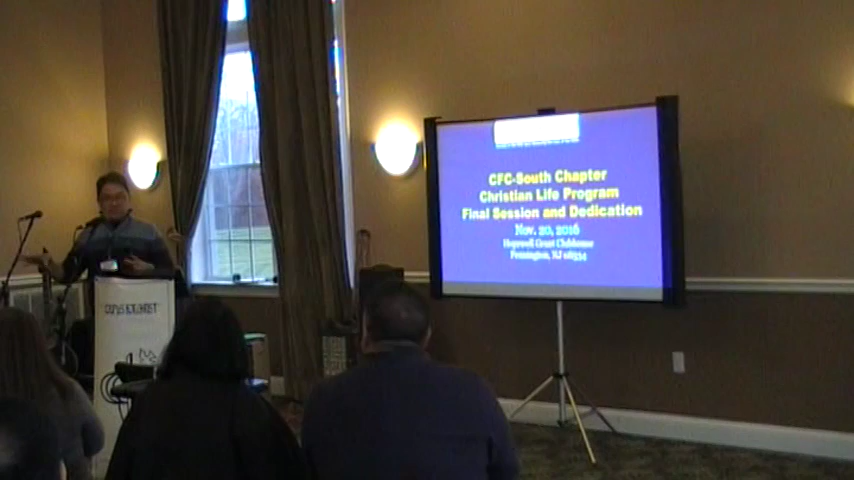 CFC-South Chapter
Christian Life Program
Final Session and Dedication
Nov. 20, 2016
Hopewell Grant Clubhouse
Pennington, NJ 08534